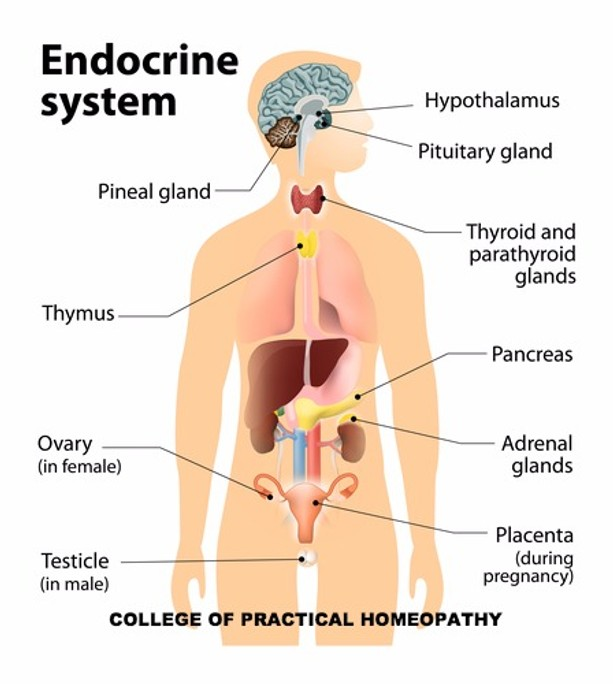 Endocrine
system
Hypothalamus
Pituitary gland
Pineal gland
Thyroid and
parathyroid
glands
Thymus
Pancreas
Ovary
(in female)
Adrenal
glands
Placenta
(during
pregnancy)
Testicle
(in male)
COLLEGE OF PRACTICAL HOMEOPATHY